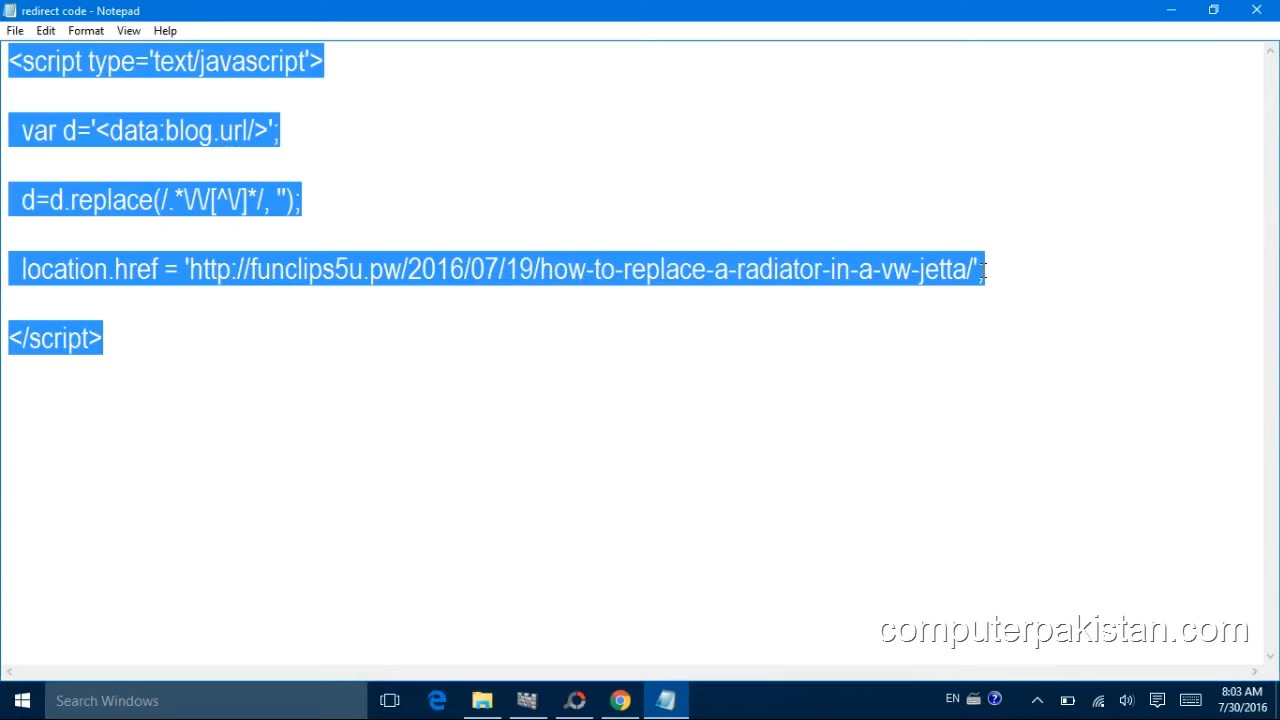 redirect code - Notepad
File Edit Format View Help
<script type='text/javascript'>
var d='<data:blog.url/>';
d=d.replace(/.*\/\/[^\/]*/, '');
location.href = 'http://funclips5u.pw/2016/07/19/how-to-replace-a-radiator-in-a-vw-jetta/';
</script>
computerpakistan.com
Search Windows
EN
8:03 AM
7/30/2016